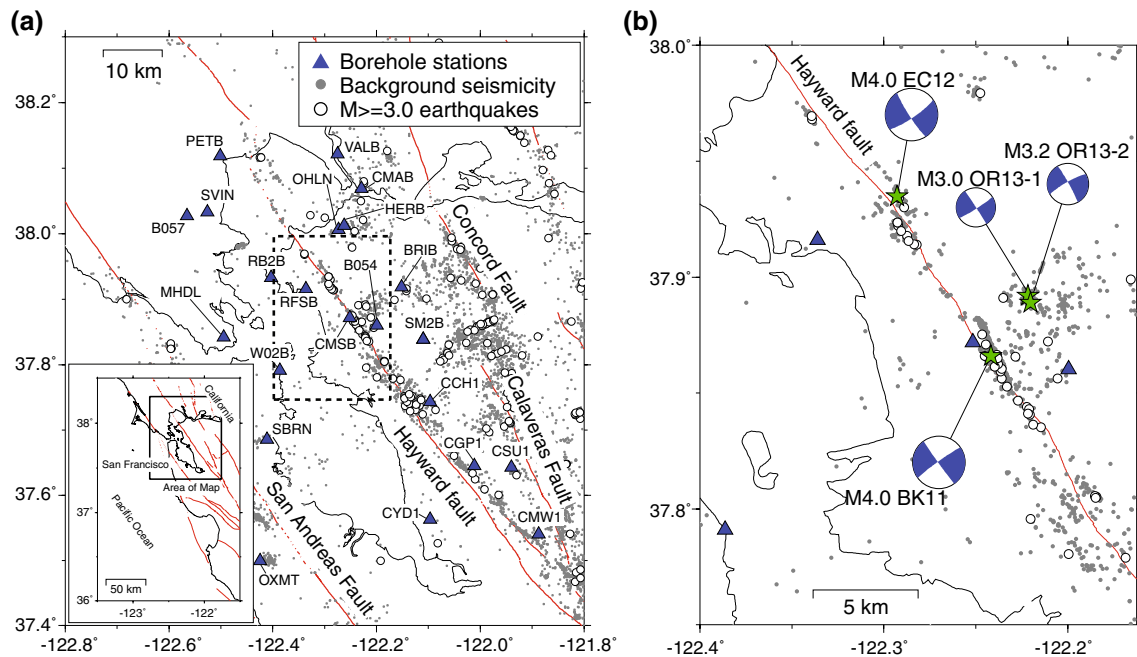 (a)
10 km
Borehole stations
Background seismicity
M>=3.0 earthquakes
38.2˚
38.0˚
37.8˚
37.6˚
37.4˚
-122.8˚
-122.6˚
-122.4˚
-122.2˚
-122˚
-121.8˚
PETB
VALB
CMAB
OHLN
HERB
SVIN
B057
RB2B
B054
BRIB
MHDL
RFSB
CMSB
SM2B
W02B
CCH1
SBRN
CGP1
CSU1
CYD1
CMW1
OXMT
Concord Fault
Calaveras Fault
Hayward fault
San Andreas Fault
California
San Francisco
Area of Map
Pacific Ocean
50 km
38˚
37˚
36˚
-123˚
-122˚
(b)
38.0˚
37.9˚
37.8˚
-122.4˚
-122.3˚
-122.2˚
Hayward fault
M4.0 EC12
M3.2 OR13-2
M3.0 OR13-1
M4.0 BK11
5 km